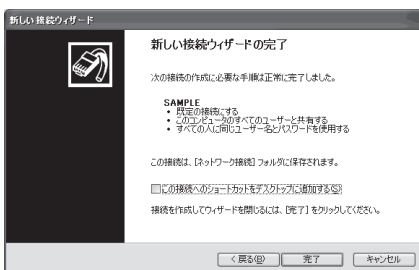 新しい接続ウィザード
新しい接続ウィザードの完了
次の接続の作成に必要な手順は正常に完了しました。
SAMPLE
• 既定の接続にする
• このコンピュータのすべてのユーザーと共有する
• すべての人に同じユーザー名とパスワードを使用する
この接続は、[ネットワーク接続] フォルダに保存されます。
この接続へのショートカットをデスクトップに追加する(S)
接続を作成してウィザードを閉じるには、[完了] をクリックしてください。
< 戻る(B)
完了
キャンセル